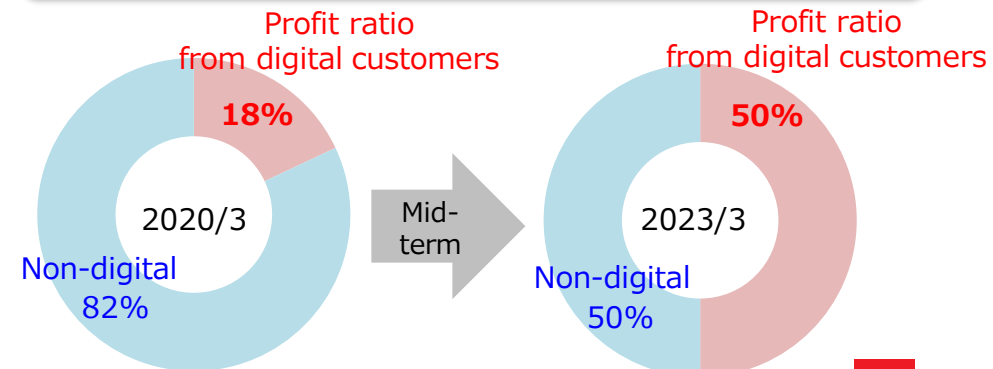 Profit ratio
from digital customers
18%
2020/3
Non-digital
82%
Mid-
term
Profit ratio
from digital customers
50%
2023/3
Non-digital
50%